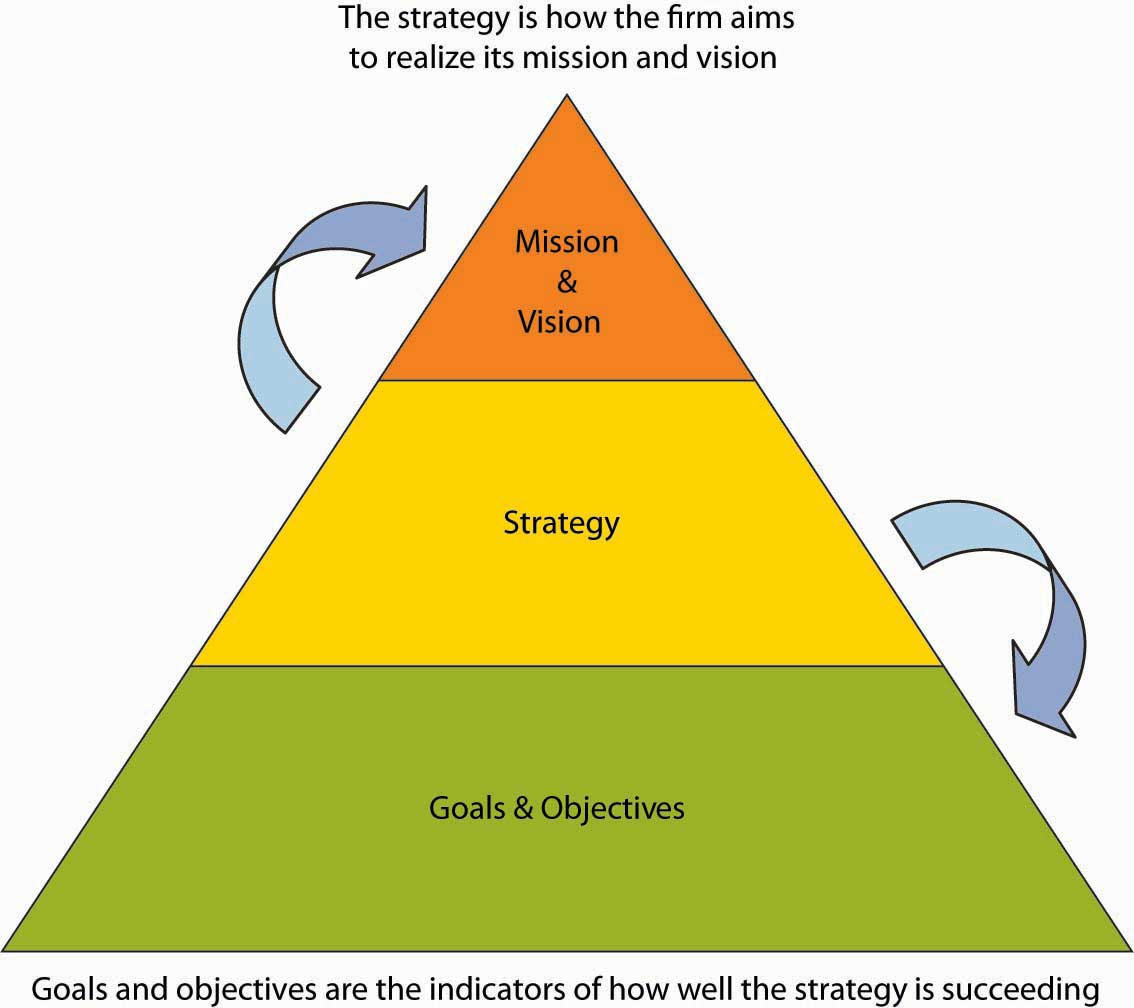 The strategy is how the firm aims
to realize its mission and vision
Mission
&
Vision
Strategy
Goals & Objectives
Goals and objectives are the indicators of how well the strategy is succeeding